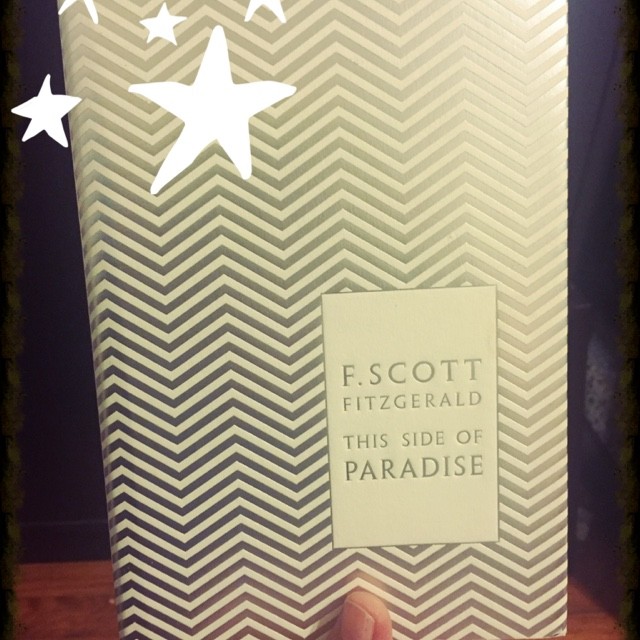 F. SCOTT
FITZGERALD
THIS SIDE OF
PARADISE